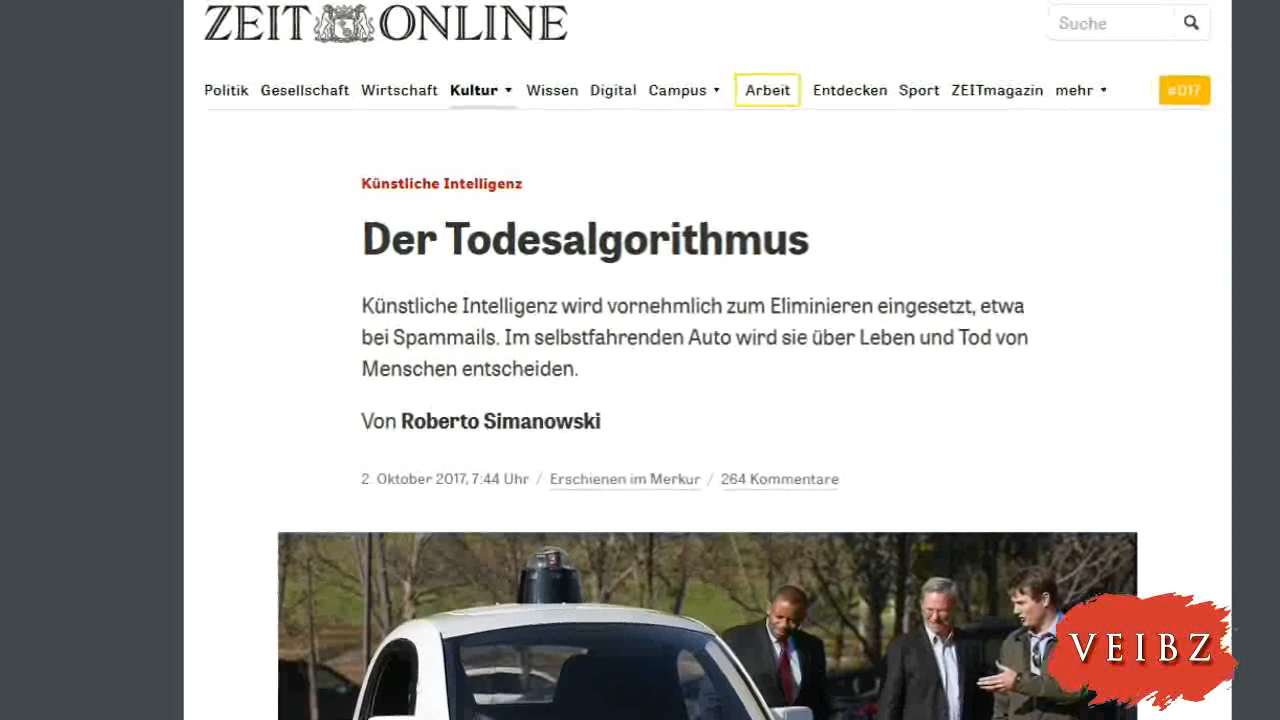 ZEIT ONLINE
Suche
Politik Gesellschaft Wirtschaft Kultur Wissen Digital Campus Arbeit Entdecken Sport ZEITmagazin mehr #D17
Künstliche Intelligenz
Der Todesalgorithmus
Künstliche Intelligenz wird vornehmlich zum Eliminieren eingesetzt, etwa
bei Spammails. Im selbstfahrenden Auto wird sie über Leben und Tod von
Menschen entscheiden.
Von Roberto Simanowski
2. Oktober 2017, 7:44 Uhr / Erschienen im Merkur / 264 Kommentare
VEIBZ